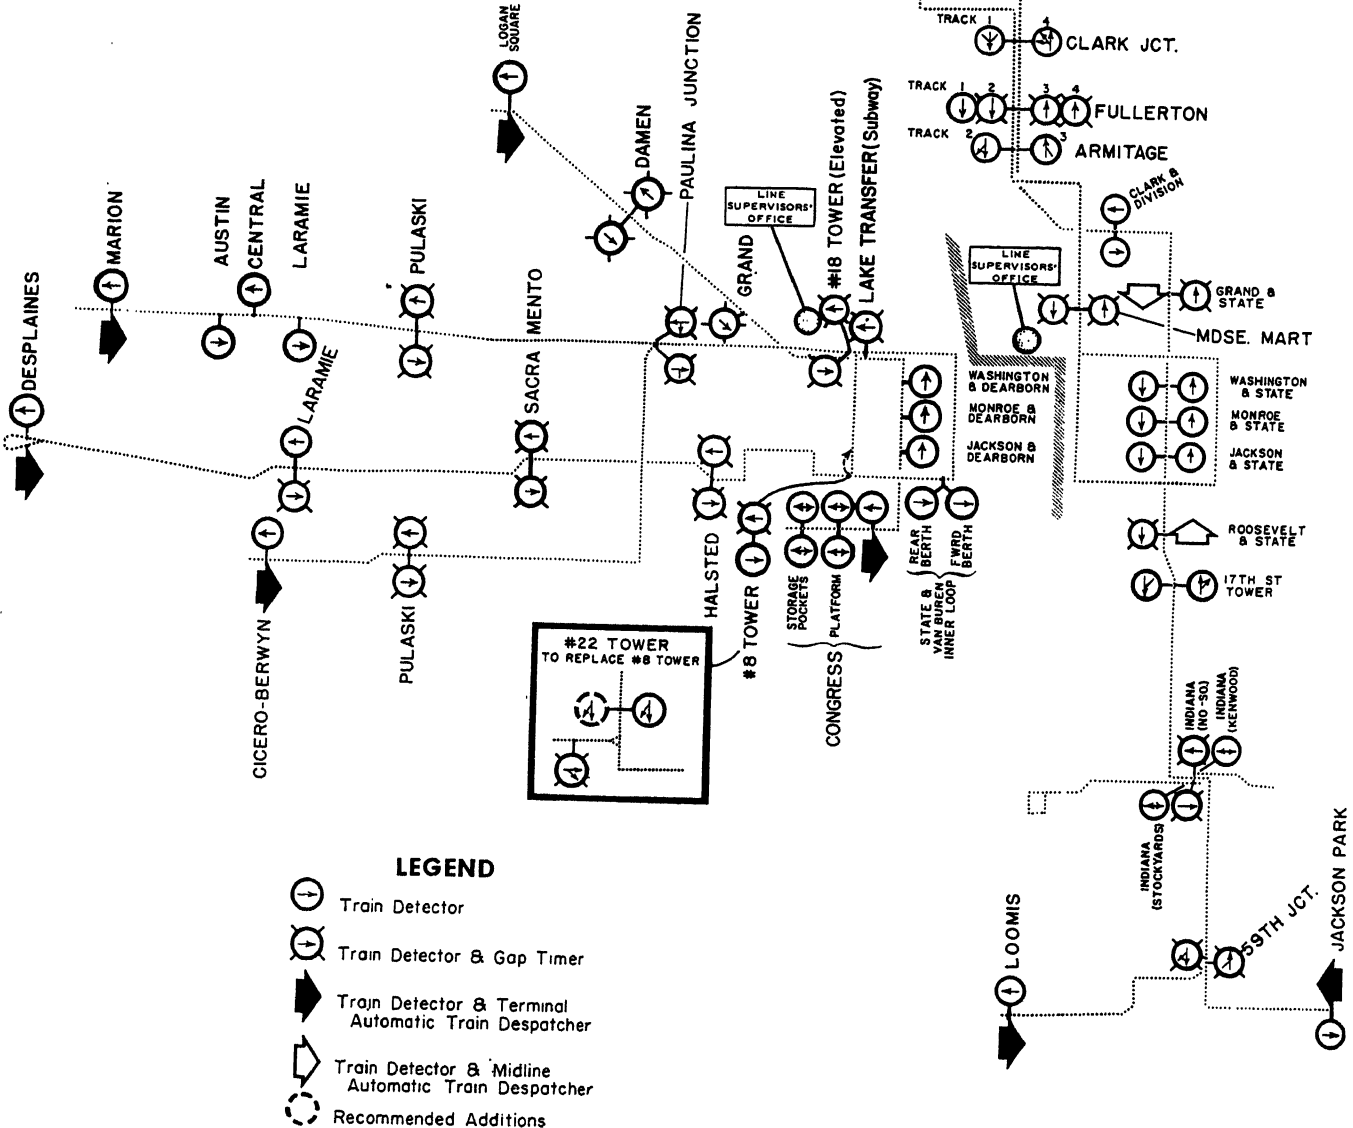 TRACK 1 4
CLARK JCT.
TRACK 1 2 3 4
FULLERTON
TRACK 2 3
ARMITAGE
CLARK &
DIVISION
LOGAN
SQUARE
PAULINA JUNCTION
DAMEN
LINE
SUPERVISORS'
OFFICE
GRAND
#18 TOWER (Elevated)
LAKE TRANSFER (Subway)
LINE
SUPERVISORS'
OFFICE
GRAND &
STATE
MDSE. MART
DESPLAINES
MARION
AUSTIN
CENTRAL
LARAMIE
PULASKI
LARAMIE
SACRA MENTO
WASHINGTON
& DEARBORN
MONROE &
DEARBORN
JACKSON &
DEARBORN
WASHINGTON
& STATE
MONROE
& STATE
JACKSON
& STATE
ROOSEVELT
& STATE
17TH ST
TOWER
CICERO-BERWYN
PULASKI
HALSTED
#8 TOWER
STORAGE
POCKETS
PLATFORM
CONGRESS
REAR
BERTH
FWRD
BERTH
STATE &
VAN BUREN
INNER LOOP
#22 TOWER
TO REPLACE #8 TOWER
INDIANA
(NO-SO.)
INDIANA
(KENWOOD)
INDIANA
(STOCKYARDS)
LOOMIS
59TH JCT.
JACKSON PARK
LEGEND
Train Detector
Train Detector & Gap Timer
Train Detector & Terminal
Automatic Train Despatcher
Train Detector & Midline
Automatic Train Despatcher
Recommended Additions